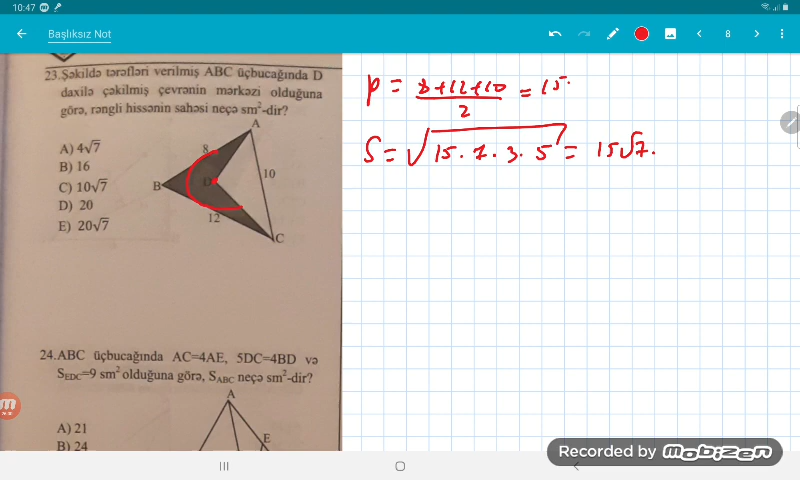 10:47
Başlıksız Not
8
23.Şəkildə tərəfləri verilmiş ABC üçbucağında D
daxilə çəkilmiş çevrənin mərkəzi olduğuna
görə, rəngli hissənin sahəsi neçə sm²-dir?
A) 4√7
B) 16
C) 10√7
D) 20
E) 20√7
A
8
10
B
D
12
C
P = (8+12+10)/2 = 15.
S = √15·7·3·5 = 15√7.
24.ABC üçbucağında AC=4AE, 5DC=4BD və
S_EDC=9 sm² olduğuna görə, S_ABC neçə sm²-dir?
A) 21
B) 24
A
E
Recorded by mobizen